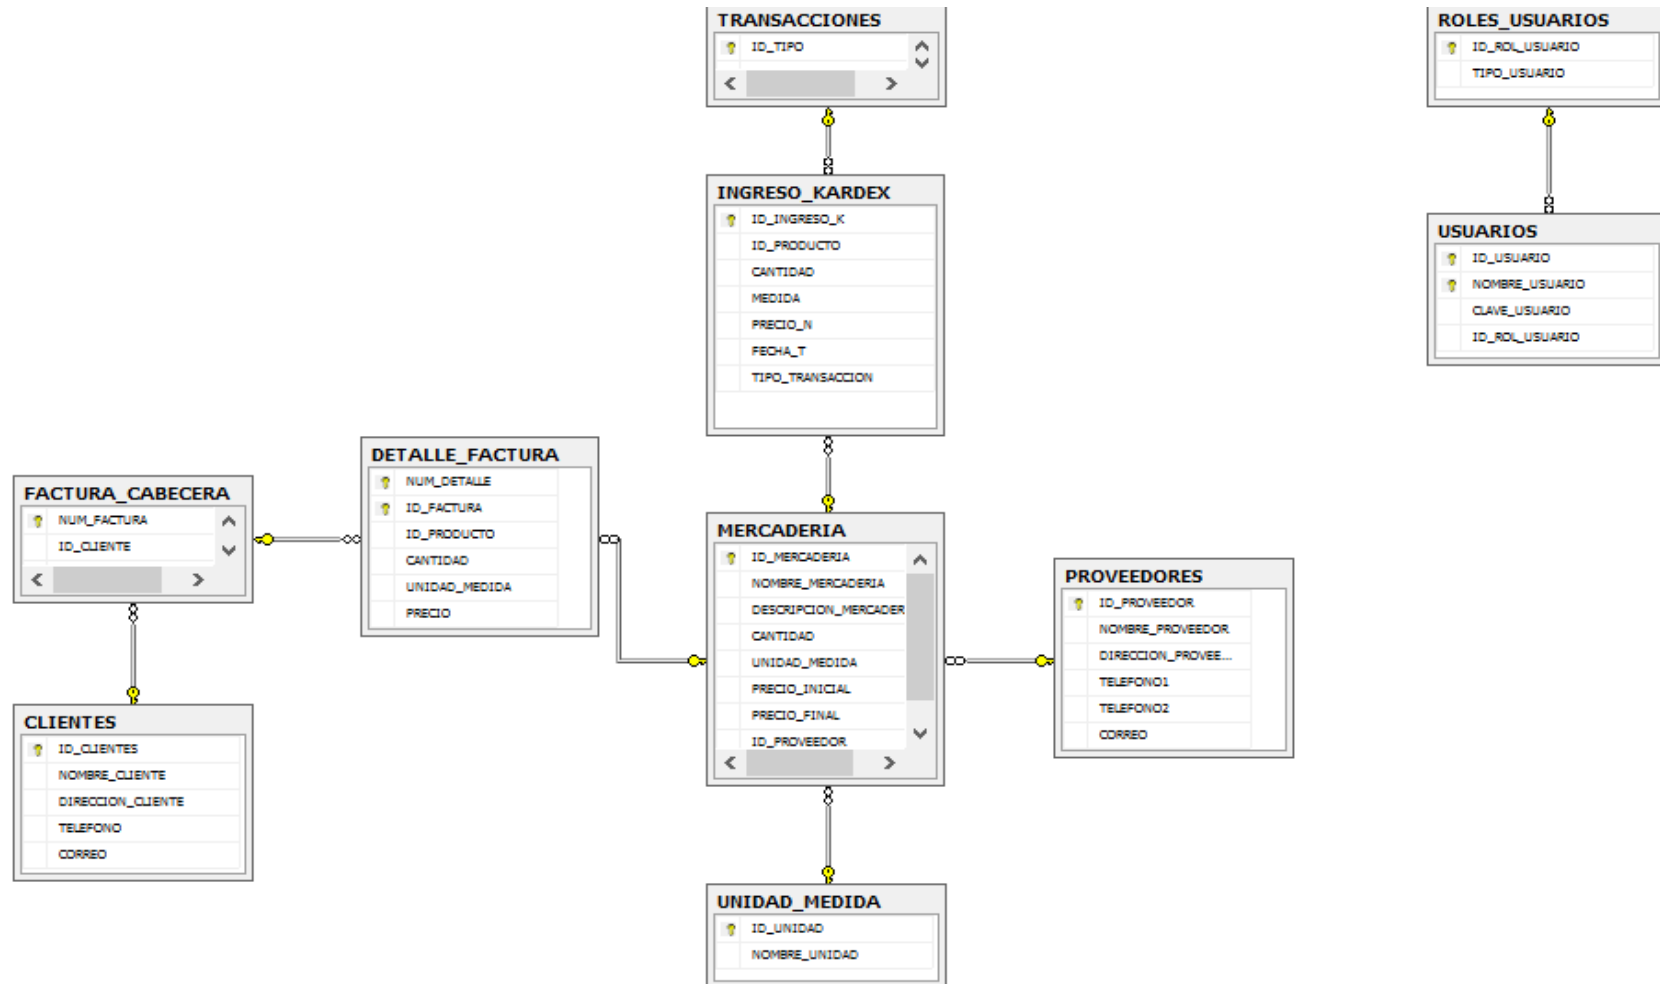 TRANSACCIONES
ID_TIPO
ROLES_USUARIOS
ID_ROL_USUARIO
TIPO_USUARIO
INGRESO_KARDEX
ID_INGRESO_K
ID_PRODUCTO
CANTIDAD
MEDIDA
PRECIO_N
FECHA_T
TIPO_TRANSACCION
USUARIOS
ID_USUARIO
NOMBRE_USUARIO
CLAVE_USUARIO
ID_ROL_USUARIO
DETALLE_FACTURA
NUM_DETALLE
ID_FACTURA
ID_PRODUCTO
CANTIDAD
UNIDAD_MEDIDA
PRECIO
FACTURA_CABECERA
NUM_FACTURA
ID_CLIENTE
MERCADERIA
ID_MERCADERIA
NOMBRE_MERCADERIA
DESCRIPCION_MERCADER
CANTIDAD
UNIDAD_MEDIDA
PRECIO_INICIAL
PRECIO_FINAL
ID_PROVEEDOR
PROVEEDORES
ID_PROVEEDOR
NOMBRE_PROVEEDOR
DIRECCION_PROVEE...
TELEFONO1
TELEFONO2
CORREO
CLIENTES
ID_CLIENTES
NOMBRE_CLIENTE
DIRECCION_CLIENTE
TELEFONO
CORREO
UNIDAD_MEDIDA
ID_UNIDAD
NOMBRE_UNIDAD